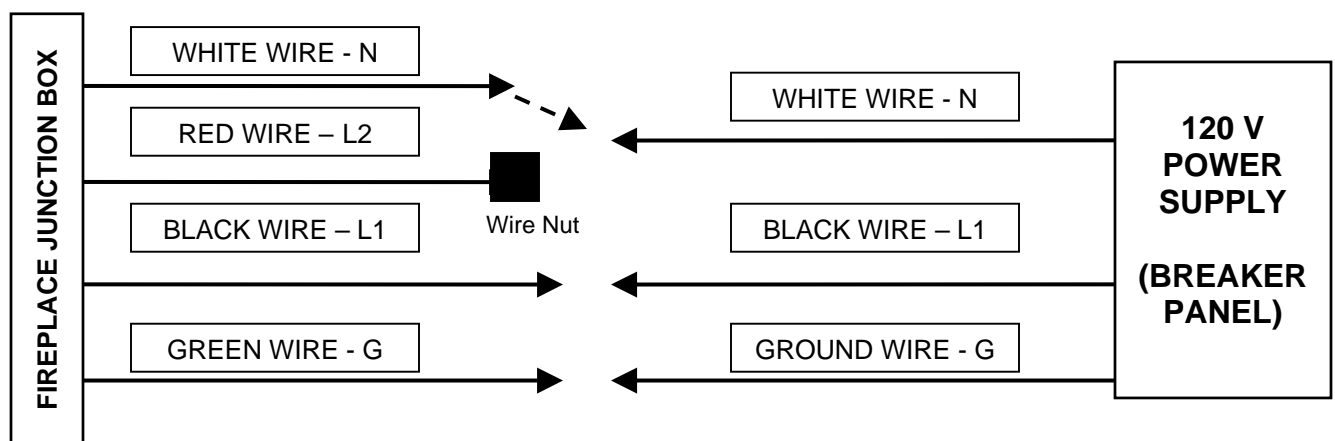 FIREPLACE JUNCTION BOX
WHITE WIRE - N
RED WIRE – L2
Wire Nut
BLACK WIRE – L1
GREEN WIRE - G
WHITE WIRE - N
BLACK WIRE – L1
GROUND WIRE - G
120 V
POWER
SUPPLY
(BREAKER
PANEL)